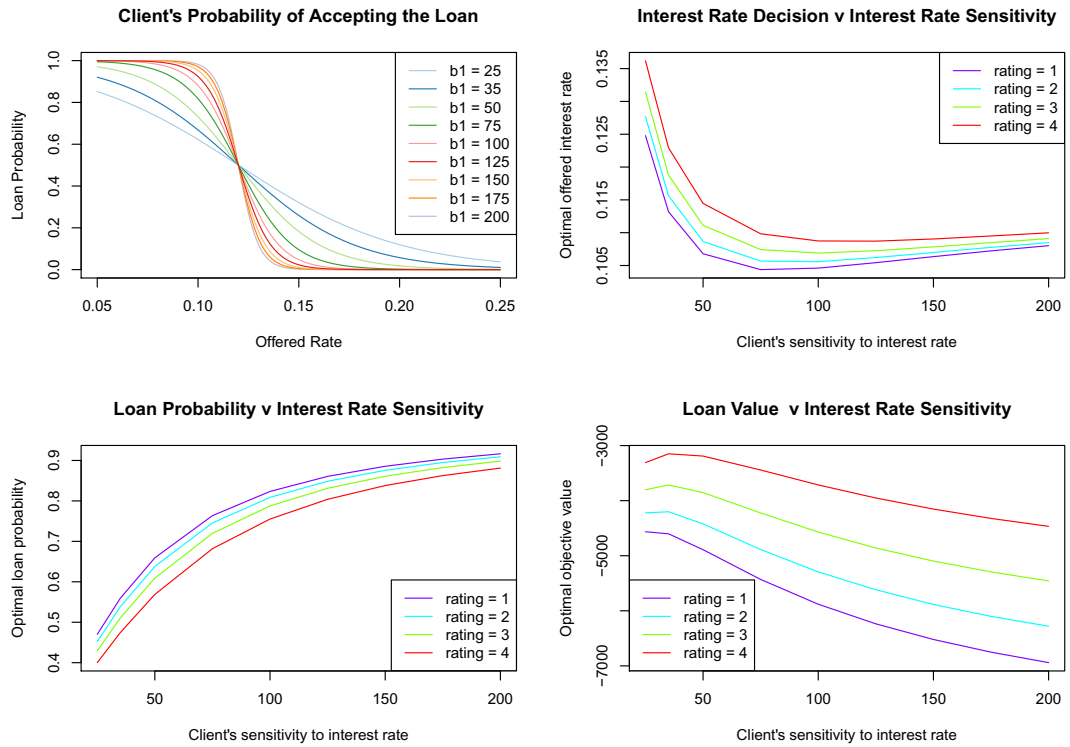 Client's Probability of Accepting the Loan
Loan Probability
1.0
0.8
0.6
0.4
0.2
0.0
0.05 0.10 0.15 0.20 0.25
Offered Rate
b1 = 25
b1 = 35
b1 = 50
b1 = 75
b1 = 100
b1 = 125
b1 = 150
b1 = 175
b1 = 200
Interest Rate Decision v Interest Rate Sensitivity
Optimal offered interest rate
0.135
0.125
0.115
0.105
50 100 150 200
Client's sensitivity to interest rate
rating = 1
rating = 2
rating = 3
rating = 4
Loan Probability v Interest Rate Sensitivity
Optimal loan probability
0.9
0.8
0.7
0.6
0.5
0.4
50 100 150 200
Client's sensitivity to interest rate
rating = 1
rating = 2
rating = 3
rating = 4
Loan Value v Interest Rate Sensitivity
Optimal objective value
−3000
−5000
−7000
50 100 150 200
Client's sensitivity to interest rate
rating = 1
rating = 2
rating = 3
rating = 4